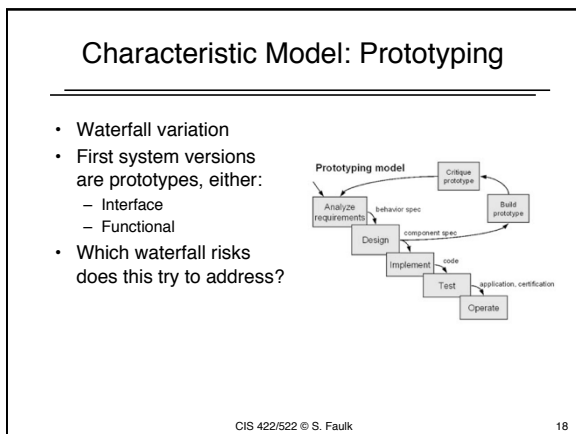 Characteristic Model: Prototyping
• Waterfall variation
• First system versions
are prototypes, either:
– Interface
– Functional
• Which waterfall risks
does this try to address?
Prototyping model
Critique
prototype
Build
prototype
Analyze
requirements
behavior spec
Design
component spec
Implement
code
Test
application, certification
Operate
CIS 422/522 © S. Faulk
18